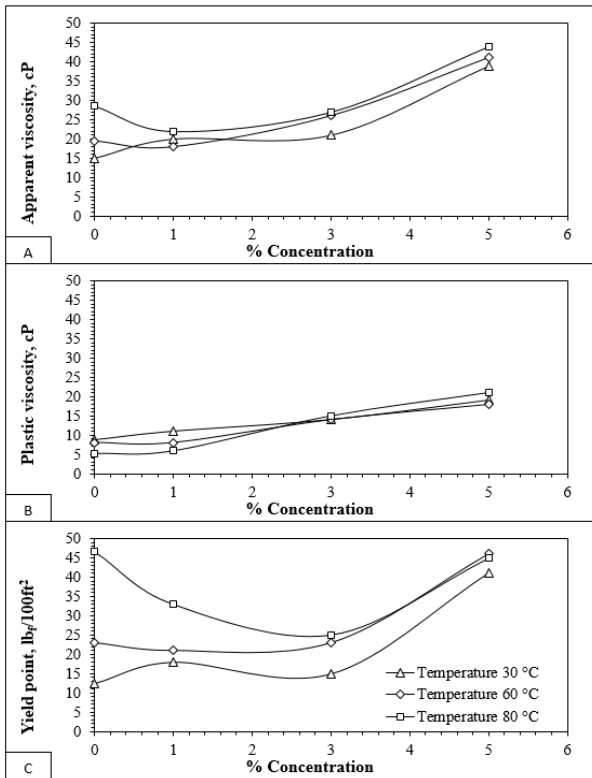 50
45
40
35
30
25
20
15
10
5
0
Apparent viscosity, cP
0 1 2 3 4 5 6
% Concentration
A
50
45
40
35
30
25
20
15
10
5
0
Plastic viscosity, cP
0 1 2 3 4 5 6
% Concentration
B
50
45
40
35
30
25
20
15
10
5
0
Yield point, lbf/100ft²
Temperature 30 °C
Temperature 60 °C
Temperature 80 °C
0 1 2 3 4 5 6
% Concentration
C